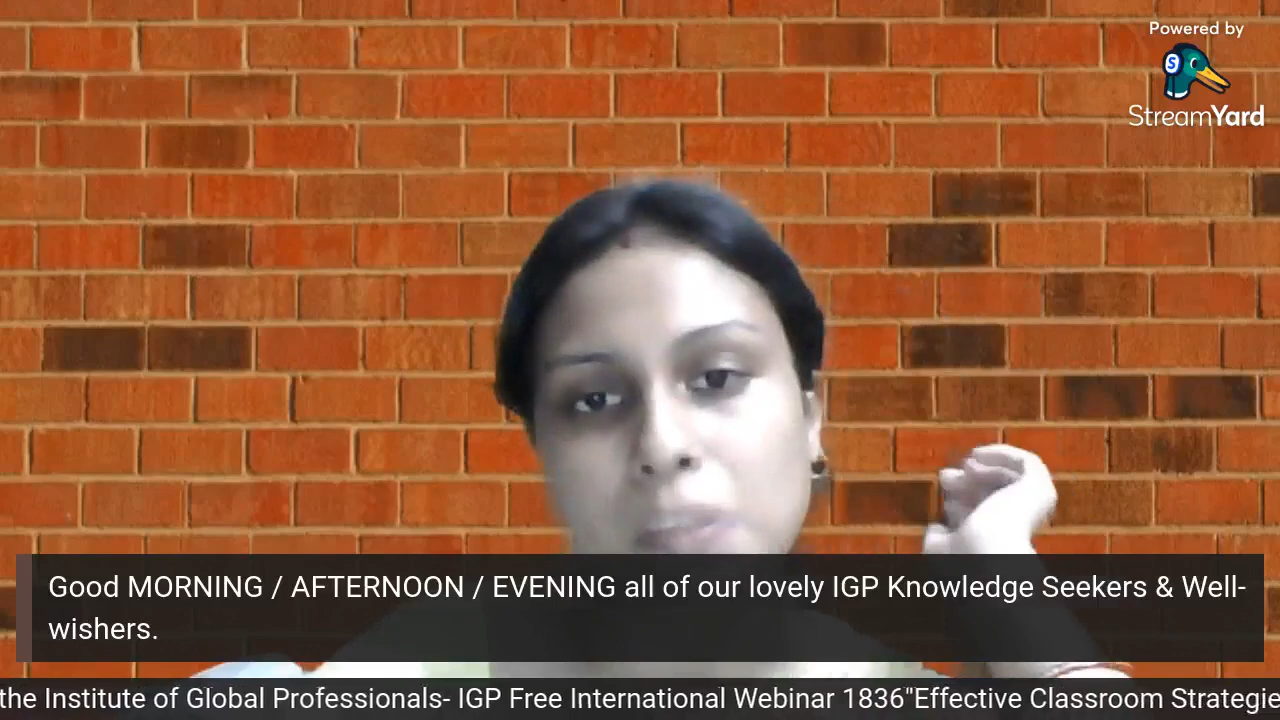 Powered by
StreamYard
Good MORNING / AFTERNOON / EVENING all of our lovely IGP Knowledge Seekers & Well-
wishers.
the Institute of Global Professionals- IGP Free International Webinar 1836"Effective Classroom Strategie